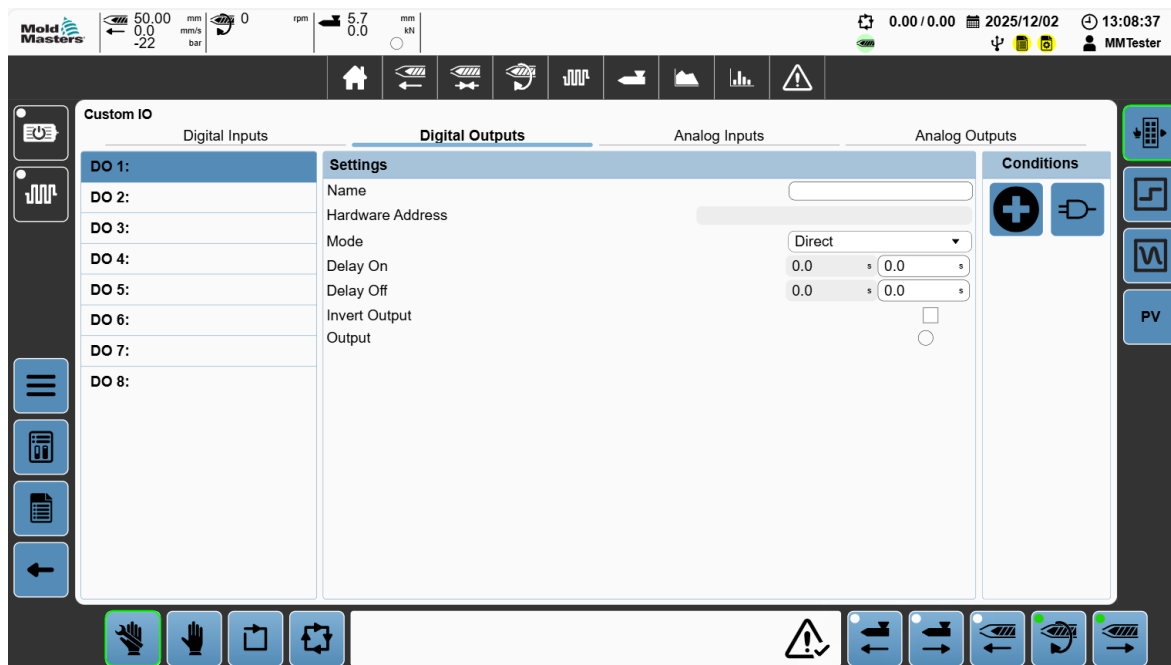 Mold Masters
50.00 mm
0.0 mm/s
-22 bar
0 rpm
5.7 mm
0.0 kN
0.00 / 0.00
2025/12/02
13:08:37
MMTester
Custom IO
Digital Inputs
Digital Outputs
Analog Inputs
Analog Outputs
DO 1:
DO 2:
DO 3:
DO 4:
DO 5:
DO 6:
DO 7:
DO 8:
Settings
Name
Hardware Address
Mode Direct
Delay On 0.0 s 0.0 s
Delay Off 0.0 s 0.0 s
Invert Output
Output
Conditions
PV